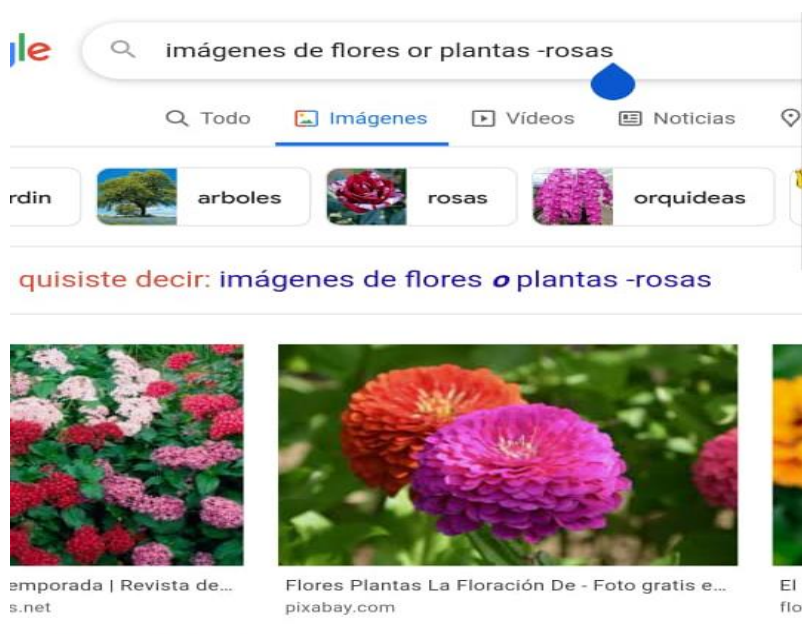 le
imágenes de flores or plantas -rosas
Todo Imágenes Vídeos Noticias
rdin arboles rosas orquideas
quisiste decir: imágenes de flores o plantas -rosas
emporada | Revista de... Flores Plantas La Floración De - Foto gratis e... El
s.net pixabay.com flo